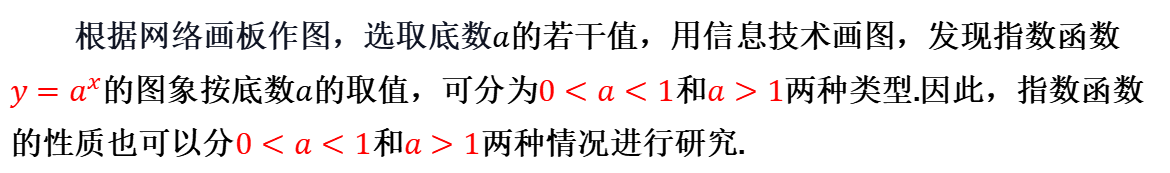 根据网络画板作图，选取底数a的若干值，用信息技术画图，发现指数函数
y = aˣ的图象按底数a的取值，可分为0 < a < 1和a > 1两种类型.因此，指数函数
的性质也可以分0 < a < 1和a > 1两种情况进行研究.